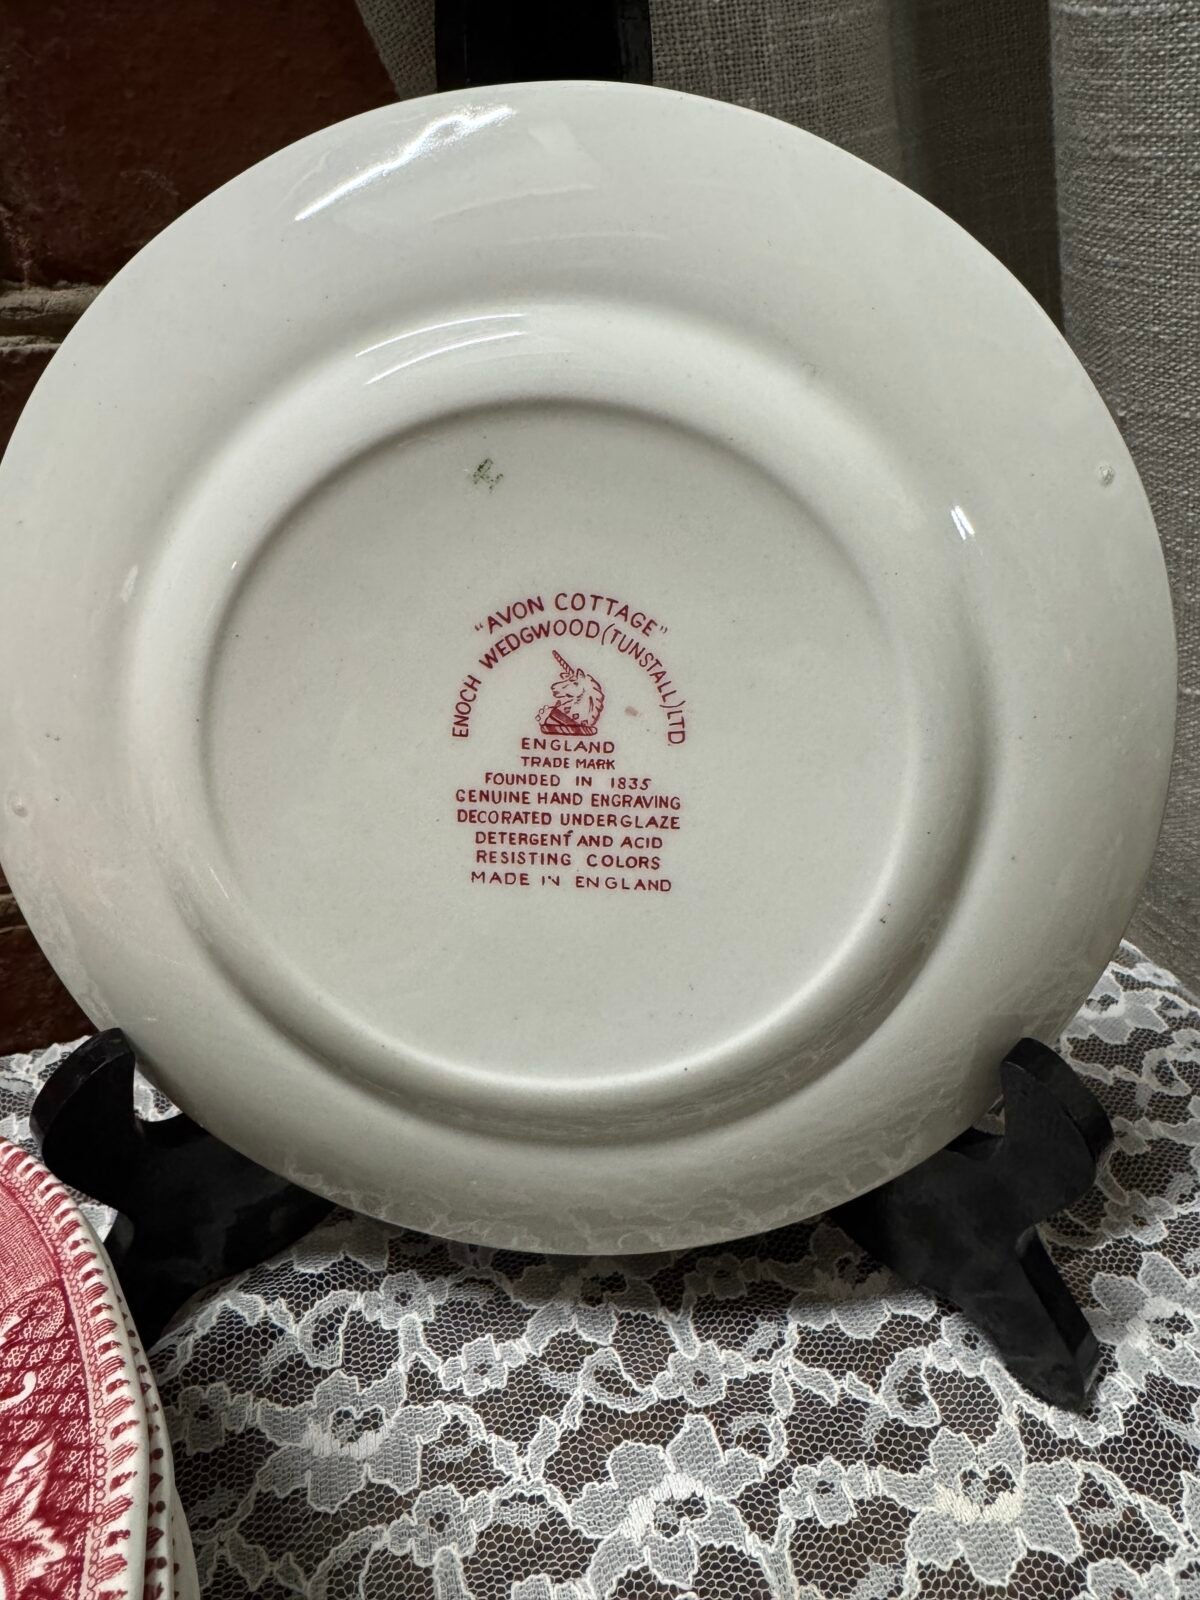 "AVON COTTAGE"
ENOCH WEDGWOOD (TUNSTALL) LTD.
ENGLAND
TRADE MARK
FOUNDED IN 1835
GENUINE HAND ENGRAVING
DECORATED UNDERGLAZE
DETERGENT AND ACID
RESISTING COLORS
MADE IN ENGLAND